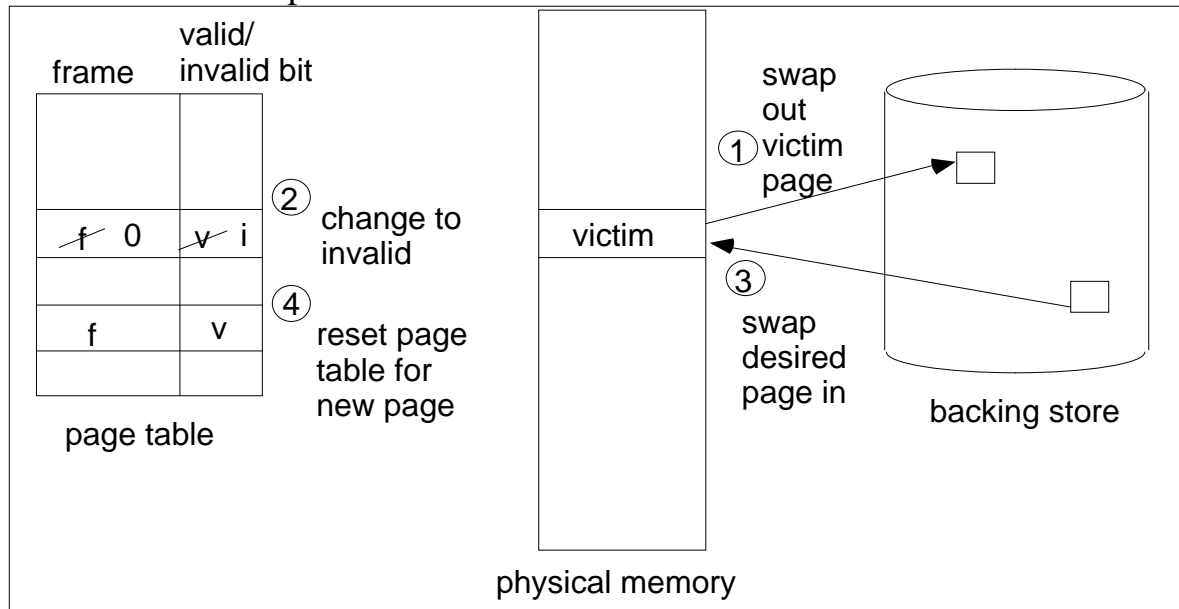 frame
valid/
invalid bit
f 0
v i
f
v
page table
2
change to
invalid
4
reset page
table for
new page
victim
physical memory
1
swap
out
victim
page
3
swap
desired
page in
backing store